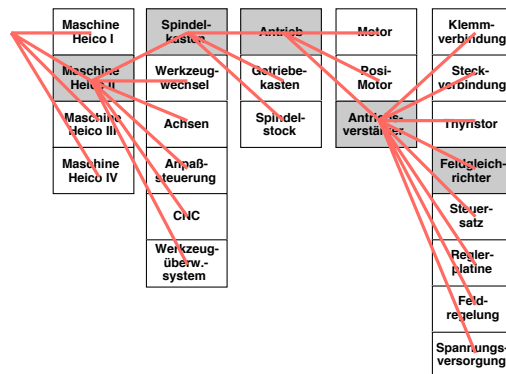 Maschine
Heico I
Maschine
Heico II
Maschine
Heico III
Maschine
Heico IV
Spindel-
kasten
Werkzeug-
wechsel
Achsen
Anpaß-
steuerung
CNC
Werkzeug-
überw.-
system
Antrieb
Getriebe-
kasten
Spindel-
stock
Motor
Posi-
Motor
Antriebs-
verstärker
Klemm-
verbindung
Steck-
verbindung
Thyristor
Feldgleich-
richter
Steuer-
satz
Regler-
platine
Feld-
regelung
Spannungs-
versorgung